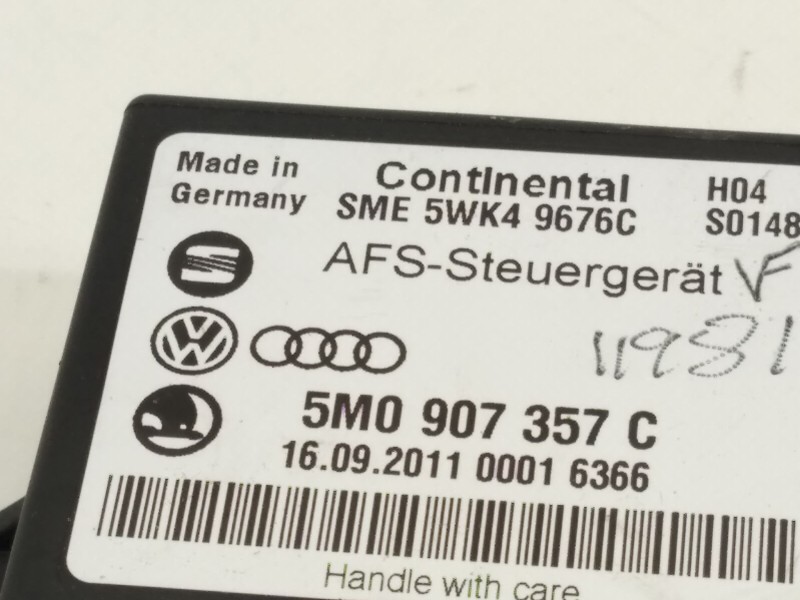 Made in
Germany
Continental
SME 5WK4 9676C
H04
S0148
AFS-Steuergerät VF
11981
5M0 907 357 C
16.09.2011 0001 6366
Handle with care